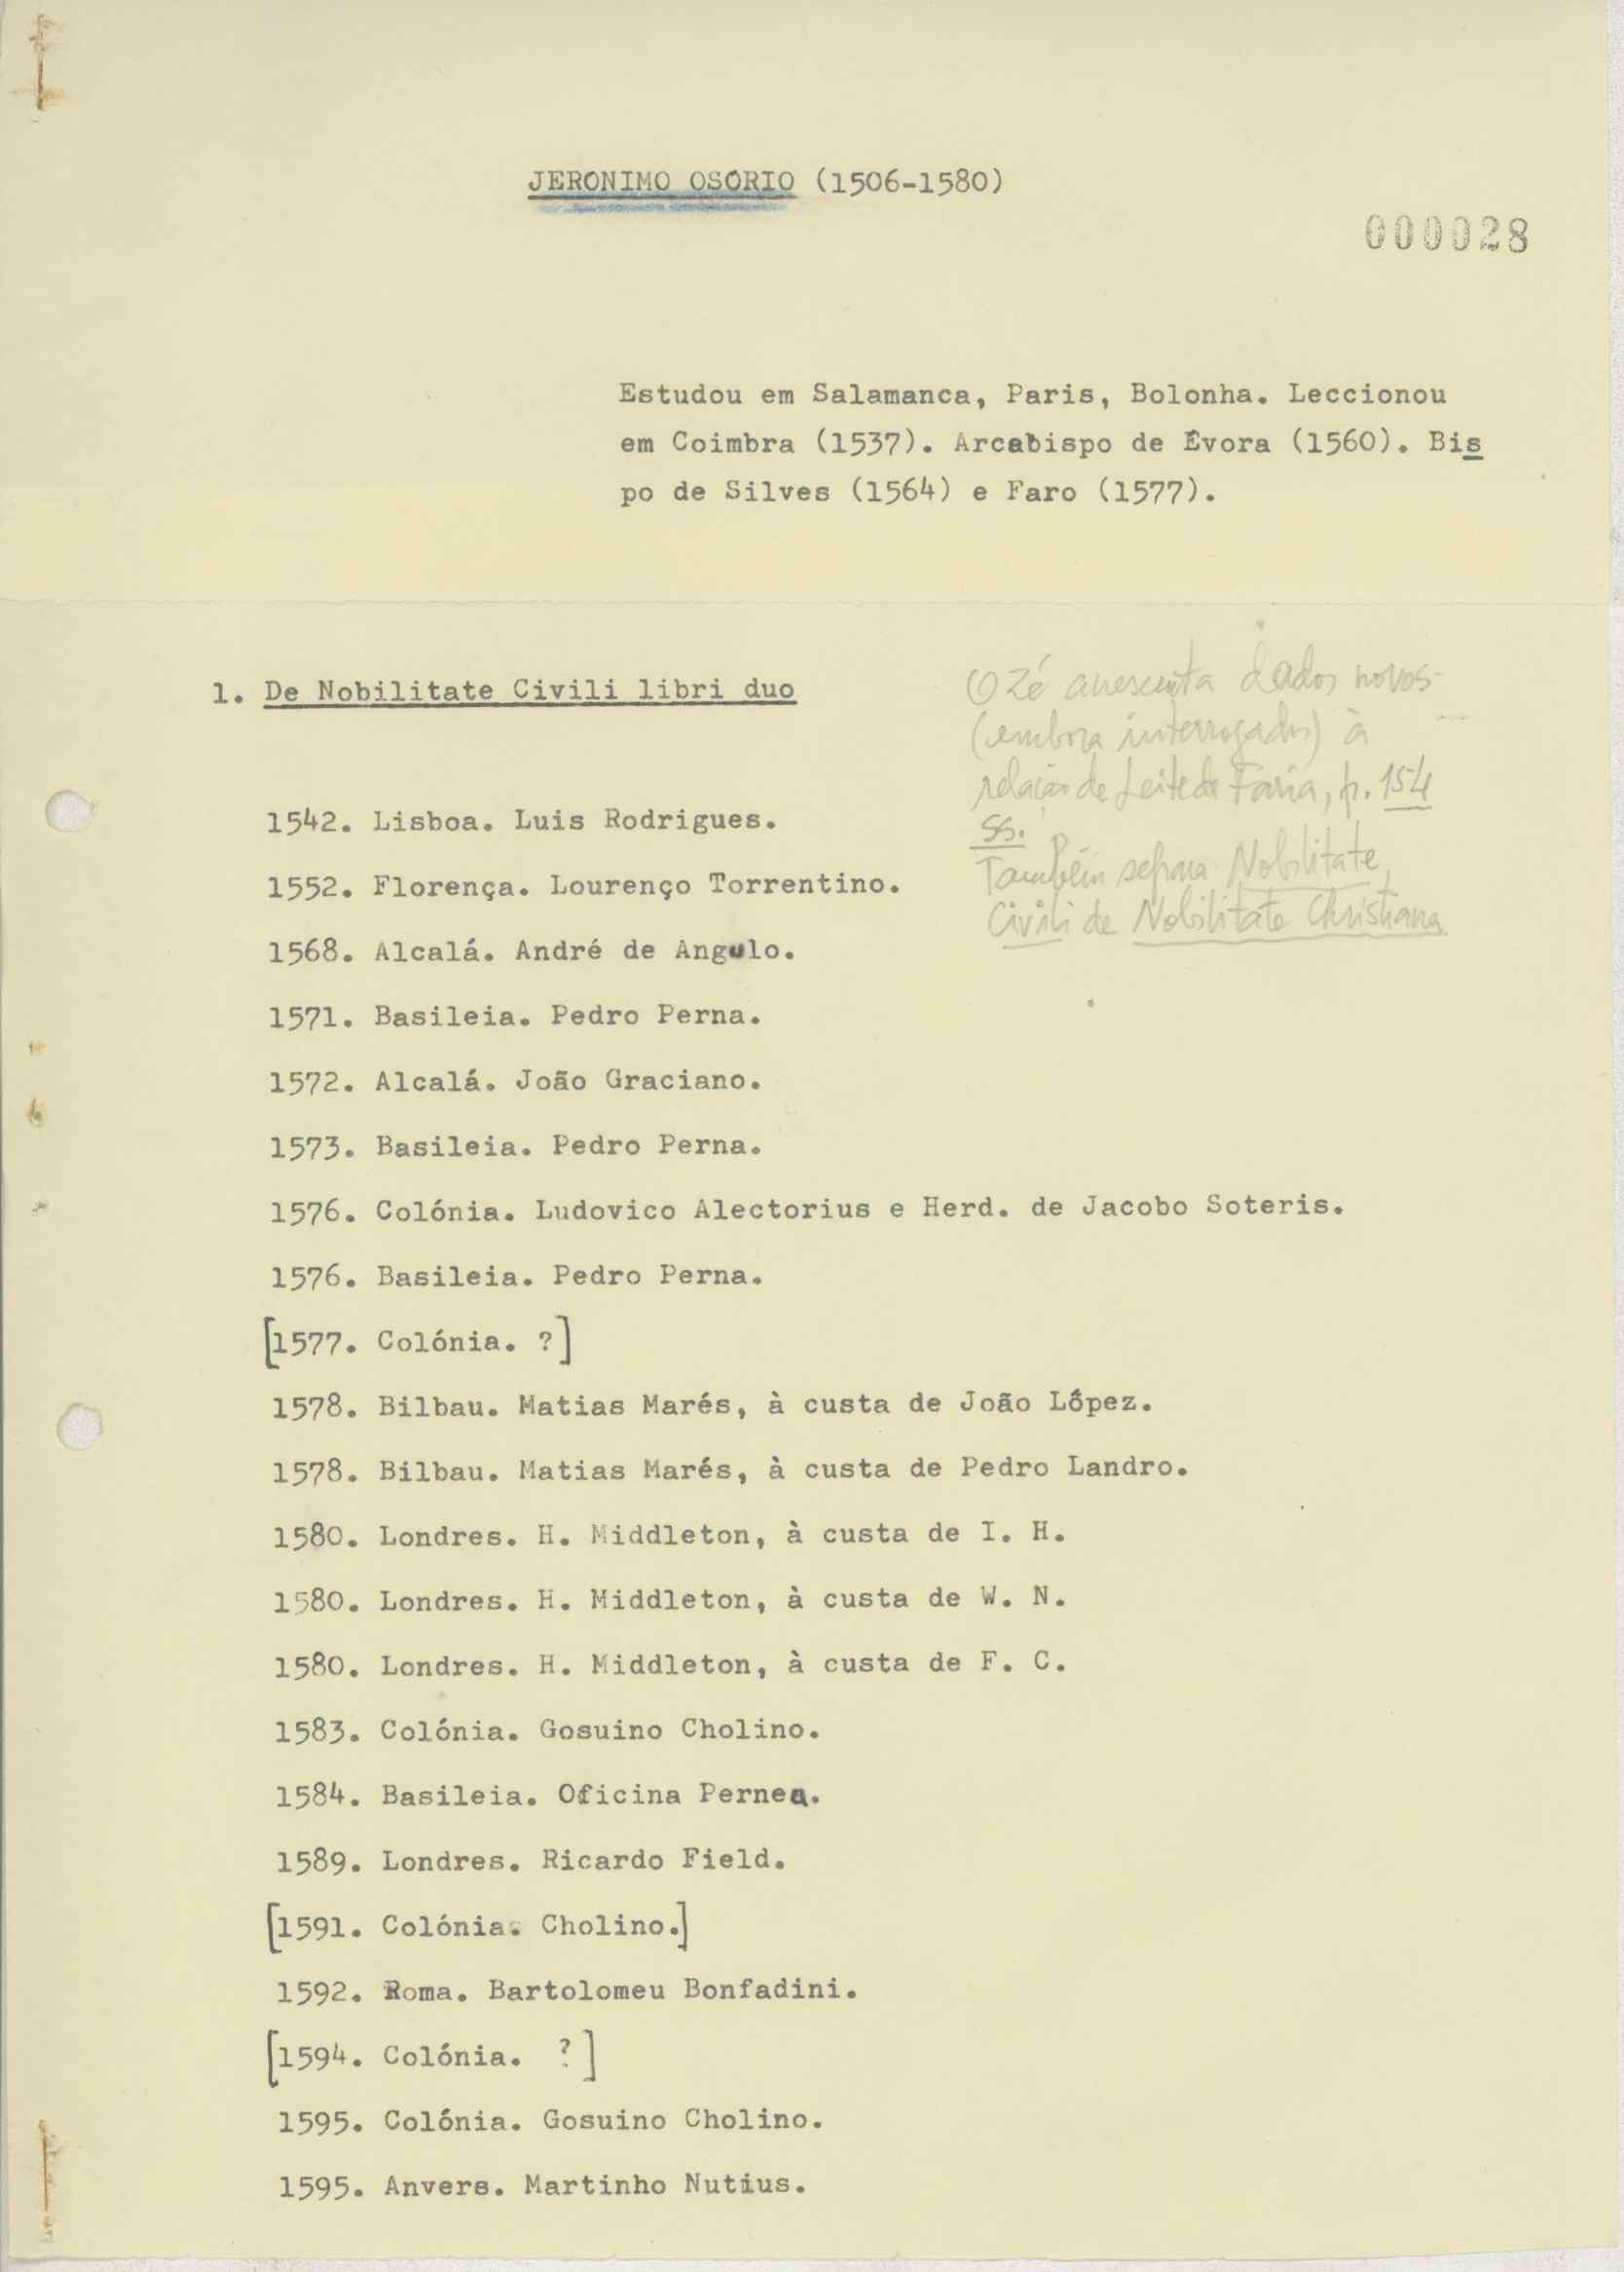 JERONIMO OSÓRIO (1506-1580)
000028
Estudou em Salamanca, Paris, Bolonha. Leccionou
em Coimbra (1537). Arcebispo de Évora (1560). Bis
po de Silves (1564) e Faro (1577).
1. De Nobilitate Civili libri duo
O Zé acrescenta dados novos
(embora interrogados) à
relação de Leite de Faria, p. 154
ss.
Também separa Nobilitate
Civili de Nobilitate Christiana
1542. Lisboa. Luis Rodrigues.
1552. Florença. Lourenço Torrentino.
1568. Alcalá. André de Angulo.
1571. Basileia. Pedro Perna.
1572. Alcalá. João Graciano.
1573. Basileia. Pedro Perna.
1576. Colónia. Ludovico Alectorius e Herd. de Jacobo Soteris.
1576. Basileia. Pedro Perna.
[1577. Colónia. ?]
1578. Bilbau. Matias Marés, à custa de João López.
1578. Bilbau. Matias Marés, à custa de Pedro Landro.
1580. Londres. H. Middleton, à custa de I. H.
1580. Londres. H. Middleton, à custa de W. N.
1580. Londres. H. Middleton, à custa de F. C.
1583. Colónia. Gosuino Cholino.
1584. Basileia. Oficina Pernea.
1589. Londres. Ricardo Field.
[1591. Colónia. Cholino.]
1592. Roma. Bartolomeu Bonfadini.
[1594. Colónia. ?]
1595. Colónia. Gosuino Cholino.
1595. Anvers. Martinho Nutius.